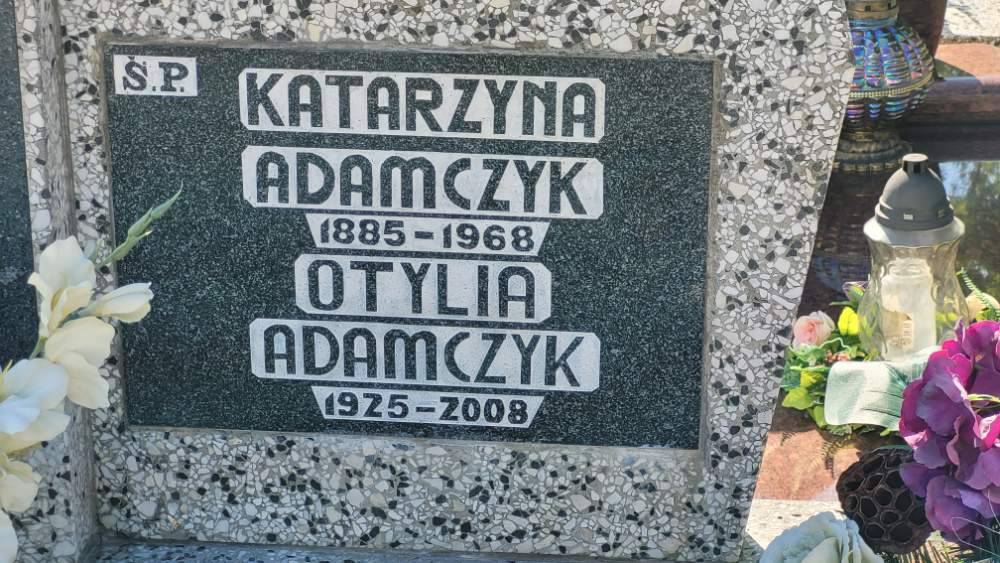 Ś.P.
KATARZYNA
ADAMCZYK
1885-1968
OTYLIA
ADAMCZYK
1925-2008